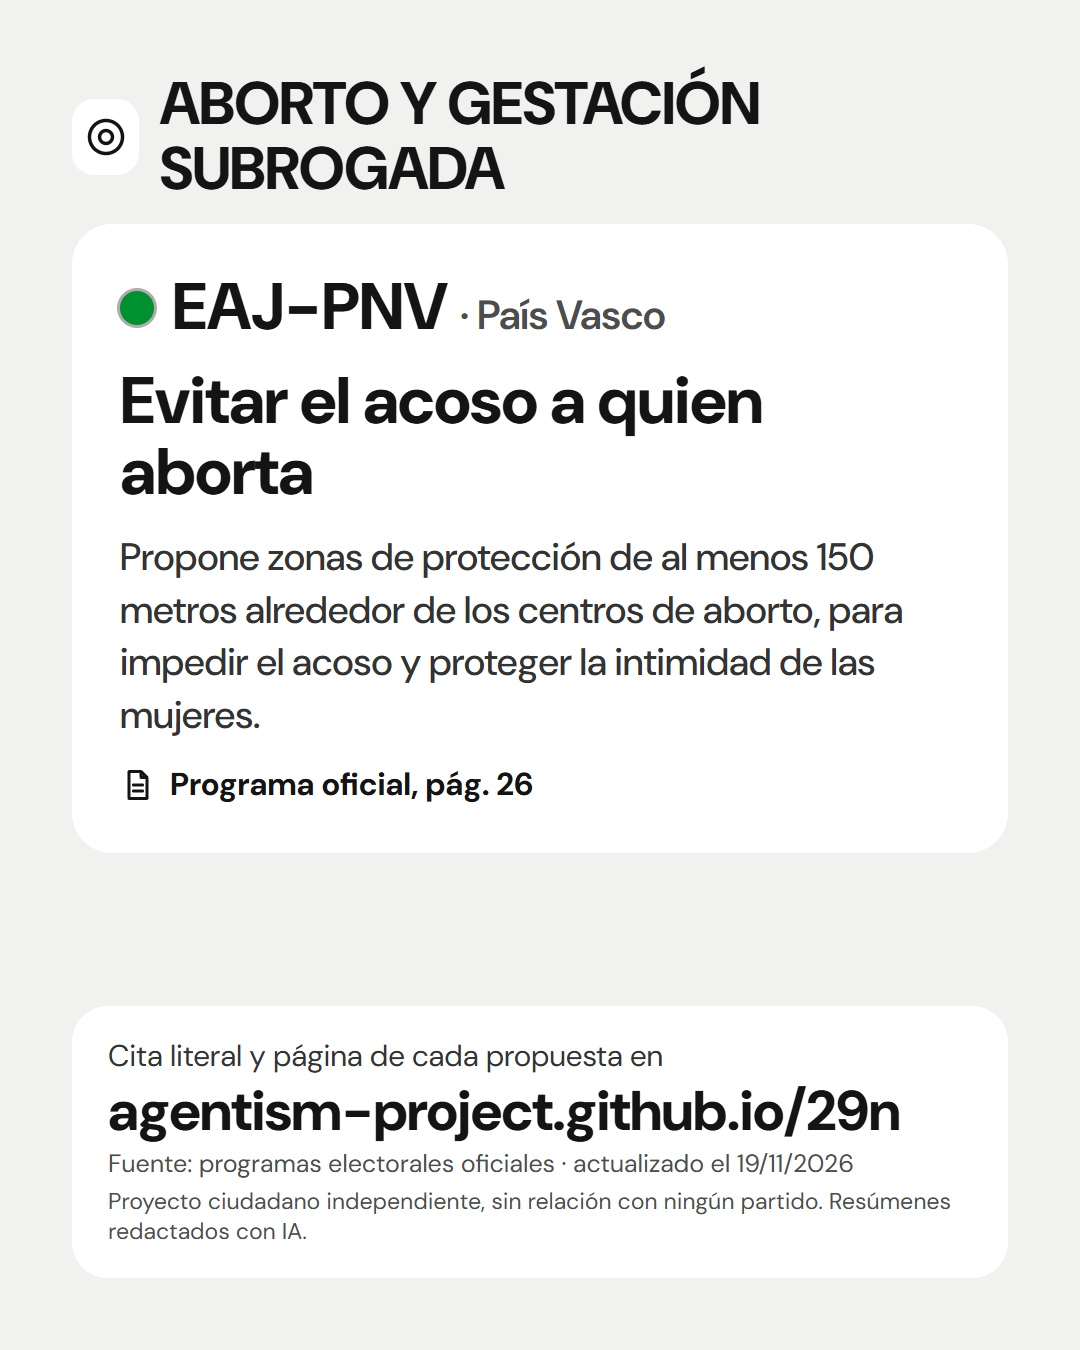 ABORTO Y GESTACIÓN
SUBROGADA
EAJ-PNV · País Vasco
Evitar el acoso a quien
aborta
Propone zonas de protección de al menos 150
metros alrededor de los centros de aborto, para
impedir el acoso y proteger la intimidad de las
mujeres.
Programa oficial, pág. 26
Cita literal y página de cada propuesta en
agentism-project.github.io/29n
Fuente: programas electorales oficiales · actualizado el 19/11/2026
Proyecto ciudadano independiente, sin relación con ningún partido. Resúmenes
redactados con IA.